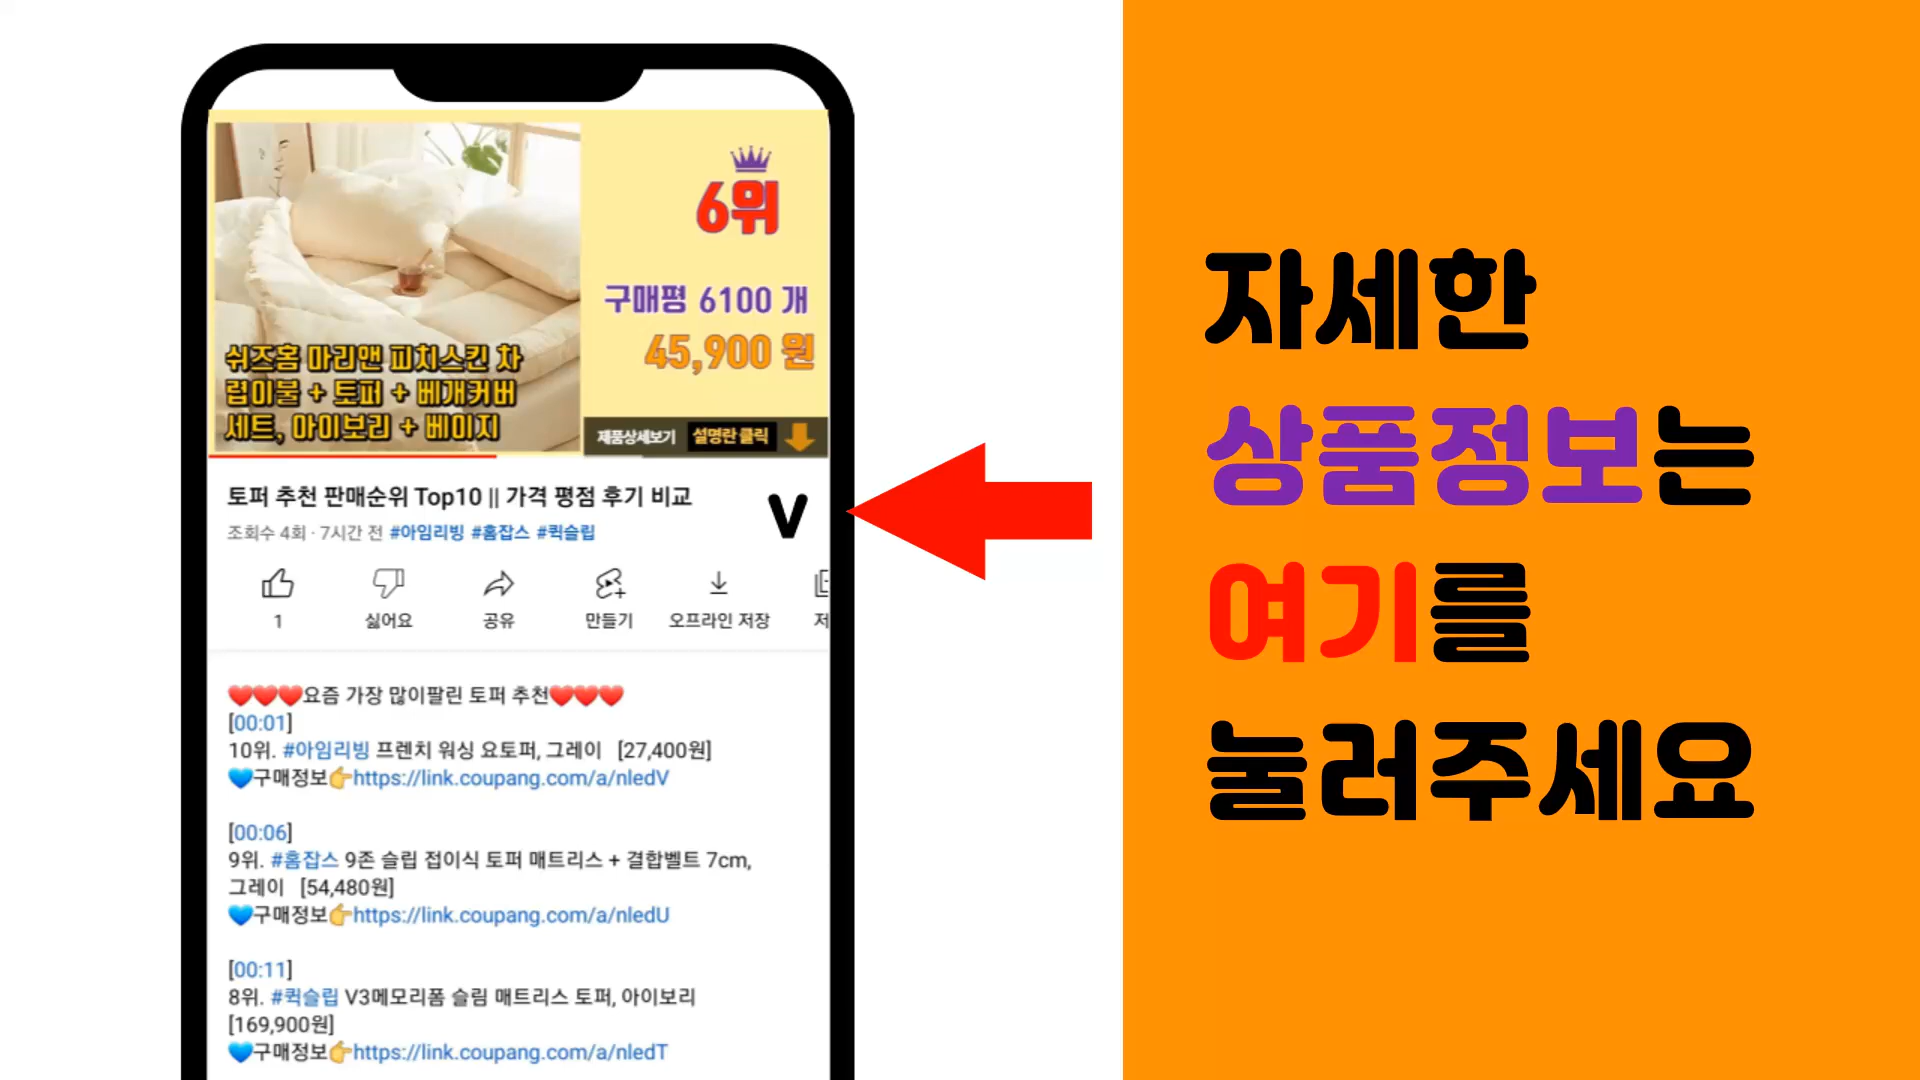 6위
구매평 6100 개
45,900 원
쉬즈홈 마리앤 피치스킨 차
렵이불 + 토퍼 + 베개커버
세트, 아이보리 + 베이지
제품상세보기 설명란 클릭
토퍼 추천 판매순위 Top10 || 가격 평점 후기 비교
V
조회수 4회 · 7시간 전 #아임리빙 #홈잡스 #퀵슬립
1 싫어요 공유 만들기 오프라인 저장 저
❤️❤️❤️요즘 가장 많이팔린 토퍼 추천❤️❤️❤️
[00:01]
10위. #아임리빙 프렌치 워싱 요토퍼, 그레이 [27,400원]
💙구매정보👉https://link.coupang.com/a/nledV
[00:06]
9위. #홈잡스 9존 슬립 접이식 토퍼 매트리스 + 결합벨트 7cm,
그레이 [54,480원]
💙구매정보👉https://link.coupang.com/a/nledU
[00:11]
8위. #퀵슬립 V3메모리폼 슬림 매트리스 토퍼, 아이보리
[169,900원]
💙구매정보👉https://link.coupang.com/a/nledT
자세한
상품정보는
여기를
눌러주세요